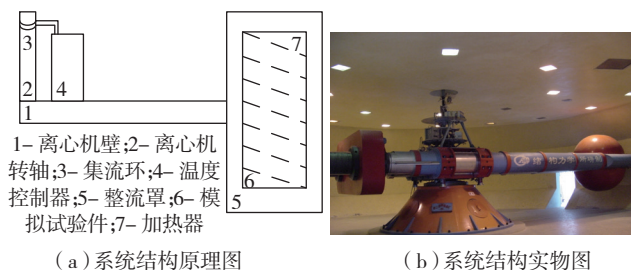 3
7
2
4
1
6
5
1-离心机壁;2-离心机
转轴;3-集流环;4-温度
控制器;5-整流罩;6-模
拟试验件;7-加热器
(a)系统结构原理图
(b)系统结构实物图